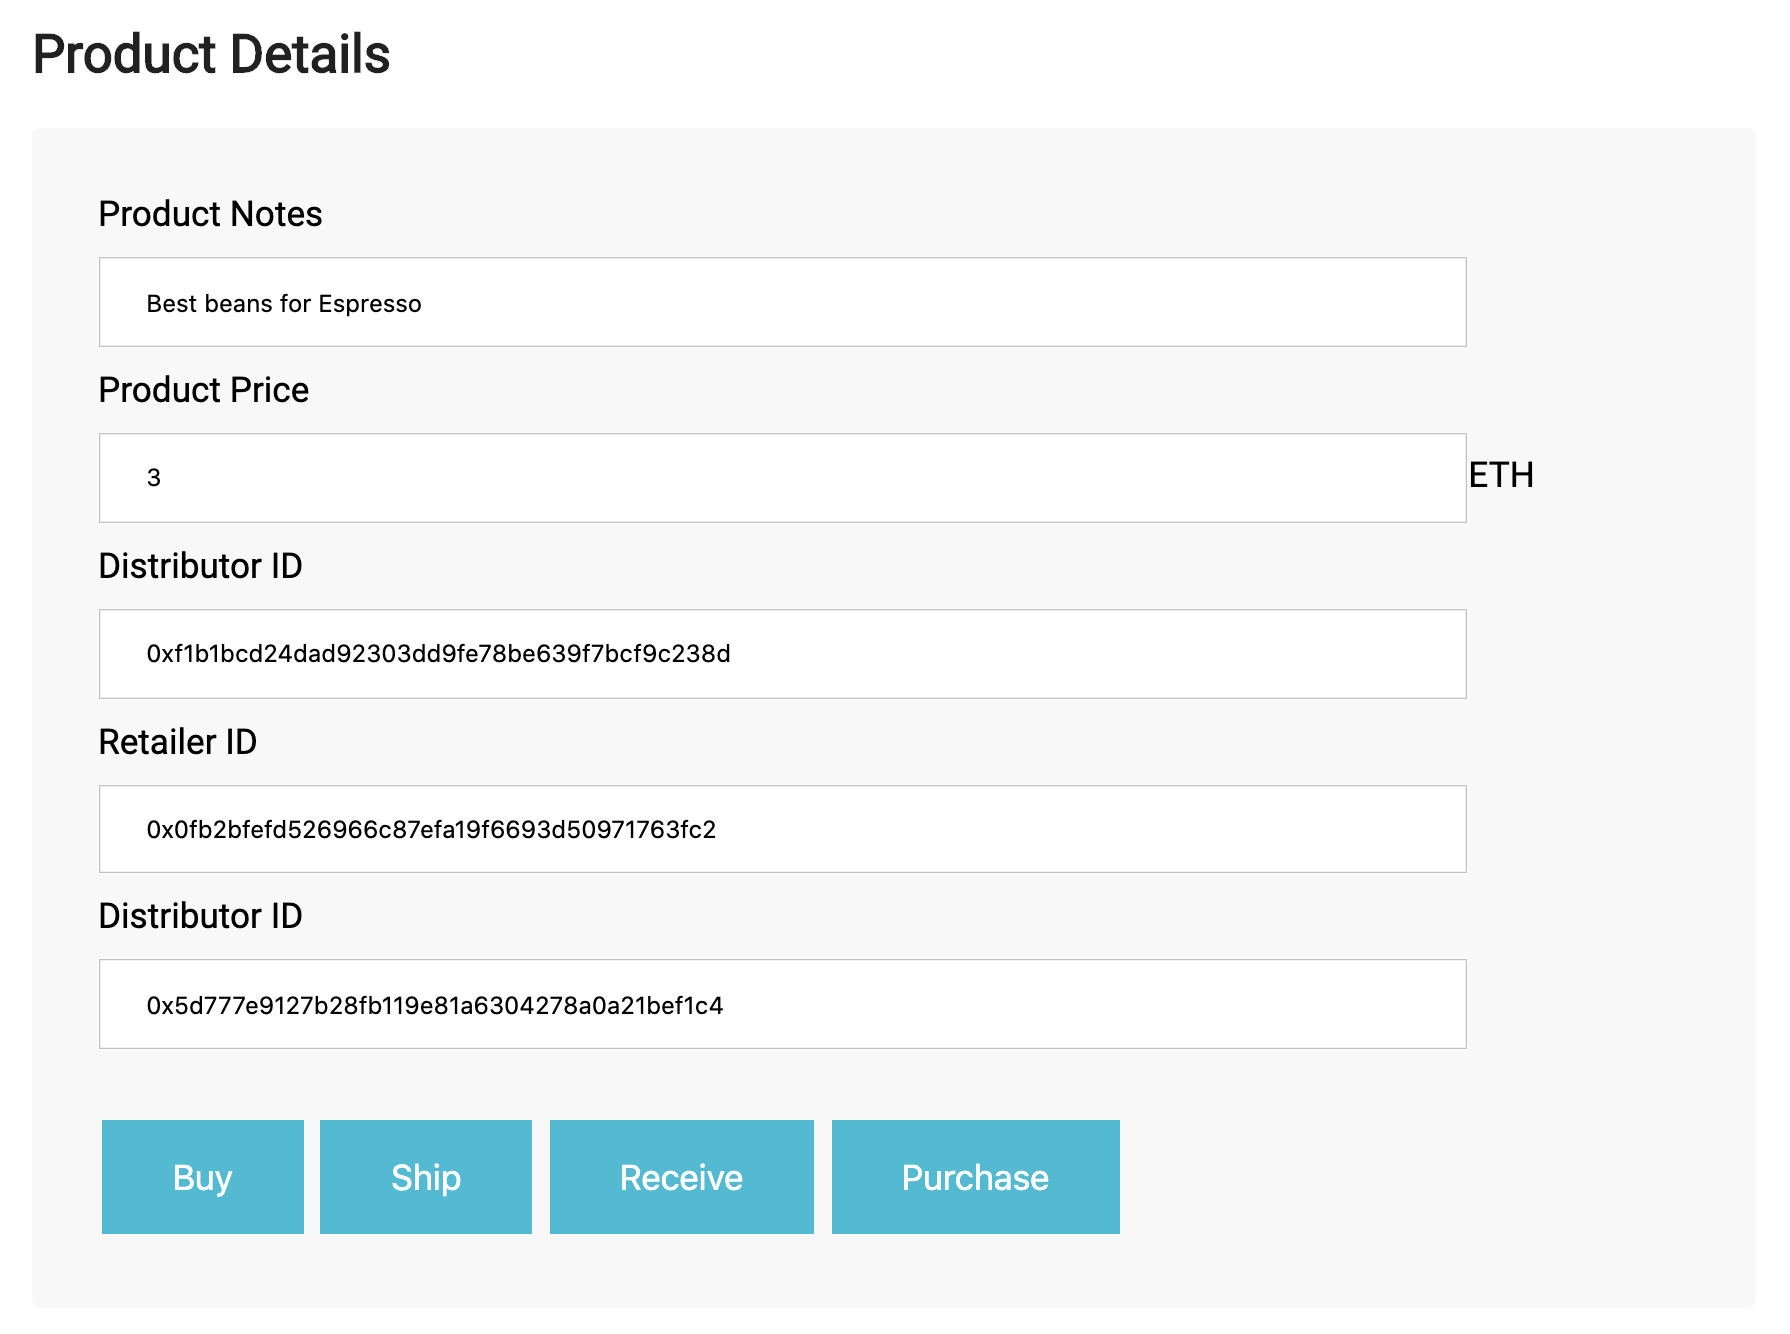 Product Details
Product Notes
Best beans for Espresso
Product Price
3
ETH
Distributor ID
0xf1b1bcd24dad92303dd9fe78be639f7bcf9c238d
Retailer ID
0x0fb2bfefd526966c87efa19f6693d50971763fc2
Distributor ID
0x5d777e9127b28fb119e81a6304278a0a21bef1c4
Buy Ship Receive Purchase